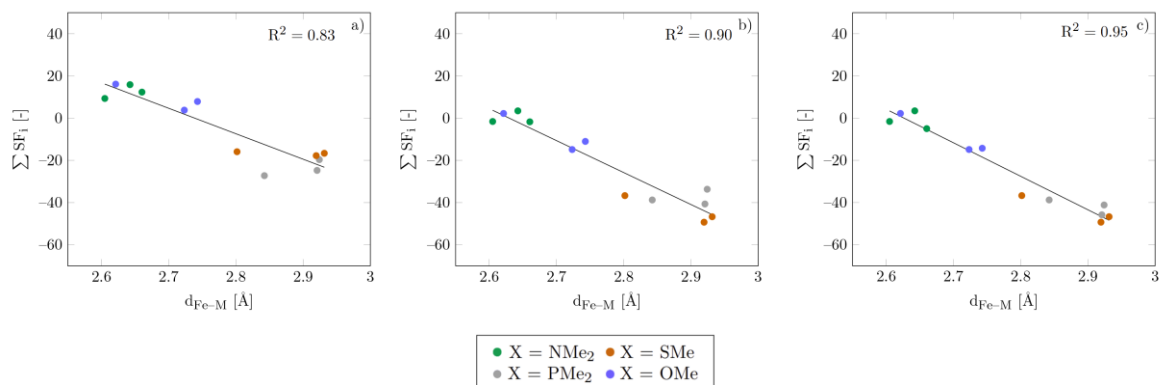 a)
R² = 0.83
40
20
0
−20
−40
−60
∑ SFᵢ [-]
2.6 2.7 2.8 2.9 3
d_Fe–M [Å]
b)
R² = 0.90
40
20
0
−20
−40
−60
∑ SFᵢ [-]
2.6 2.7 2.8 2.9 3
d_Fe–M [Å]
c)
R² = 0.95
40
20
0
−20
−40
−60
∑ SFᵢ [-]
2.6 2.7 2.8 2.9 3
d_Fe–M [Å]
X = NMe₂ X = SMe
X = PMe₂ X = OMe